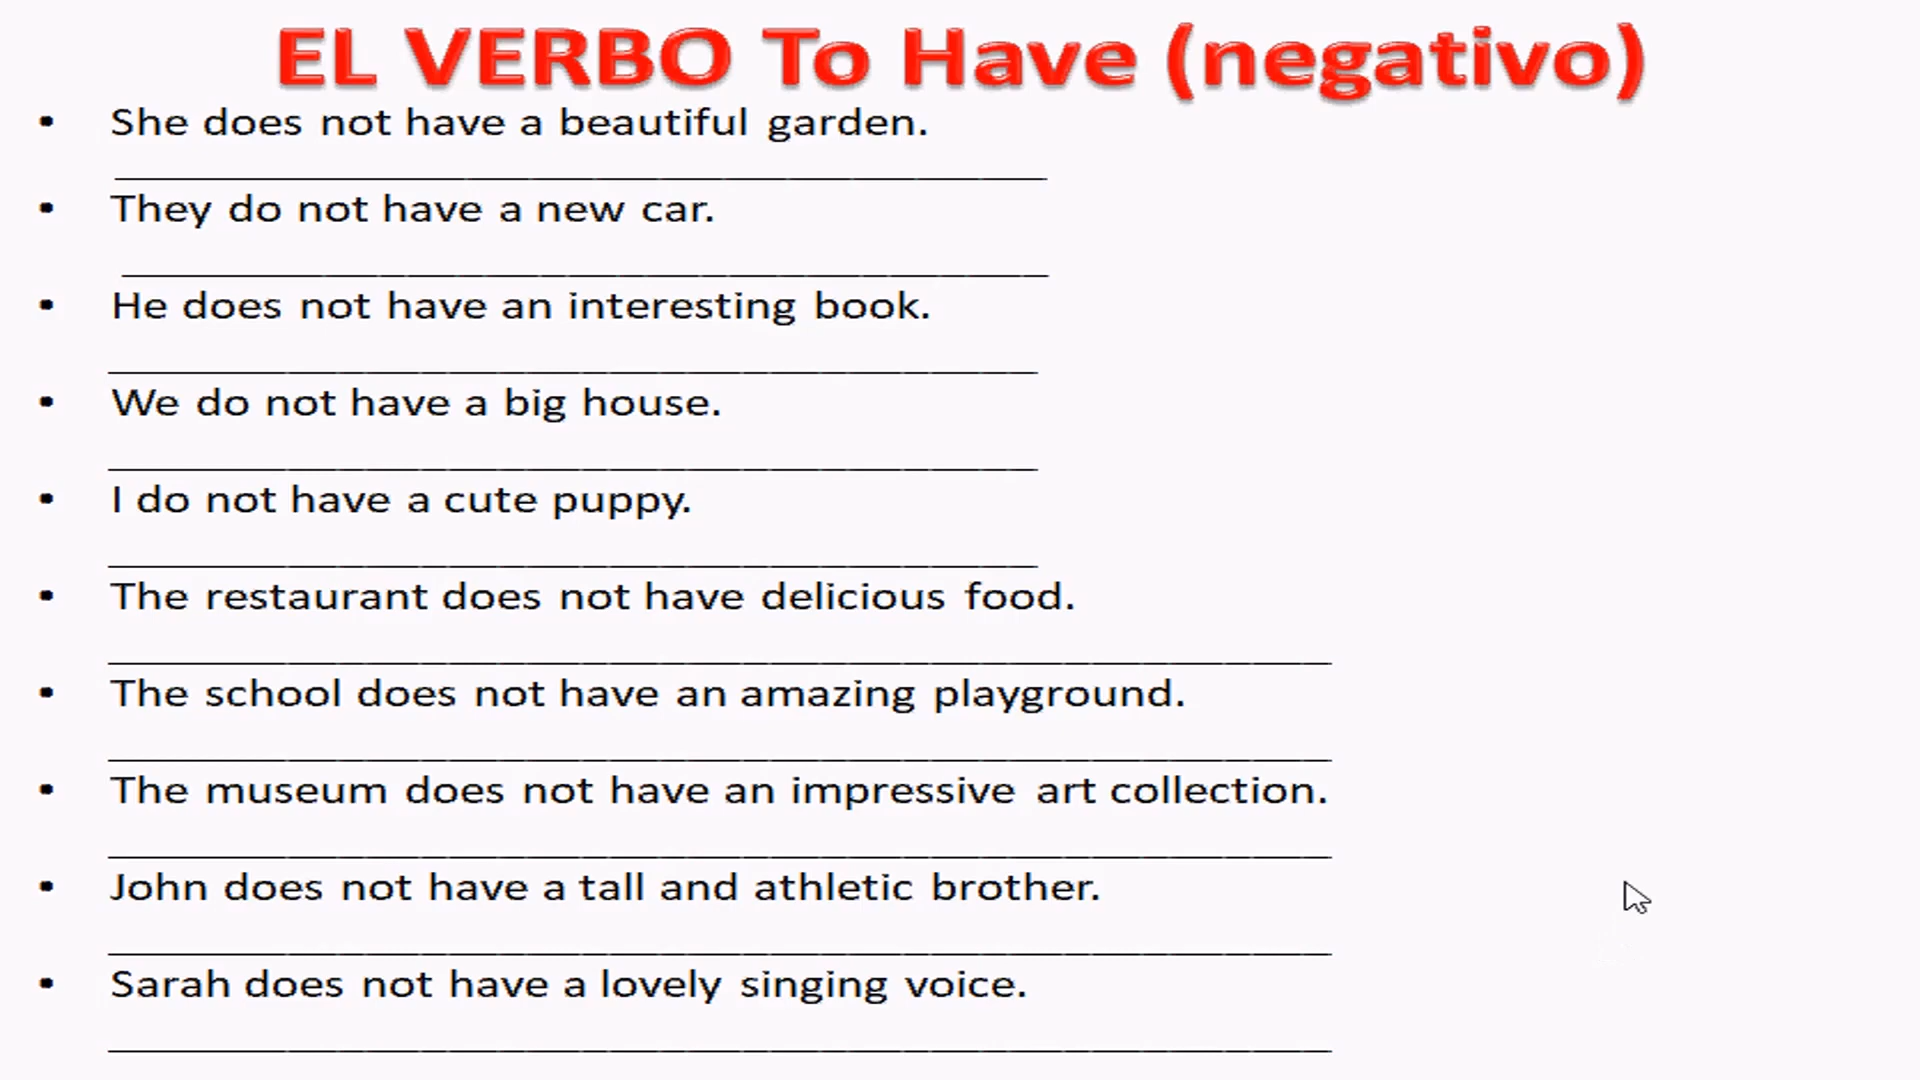 EL VERBO To Have (negativo)
• She does not have a beautiful garden.
• They do not have a new car.
• He does not have an interesting book.
• We do not have a big house.
• I do not have a cute puppy.
• The restaurant does not have delicious food.
• The school does not have an amazing playground.
• The museum does not have an impressive art collection.
• John does not have a tall and athletic brother.
• Sarah does not have a lovely singing voice.